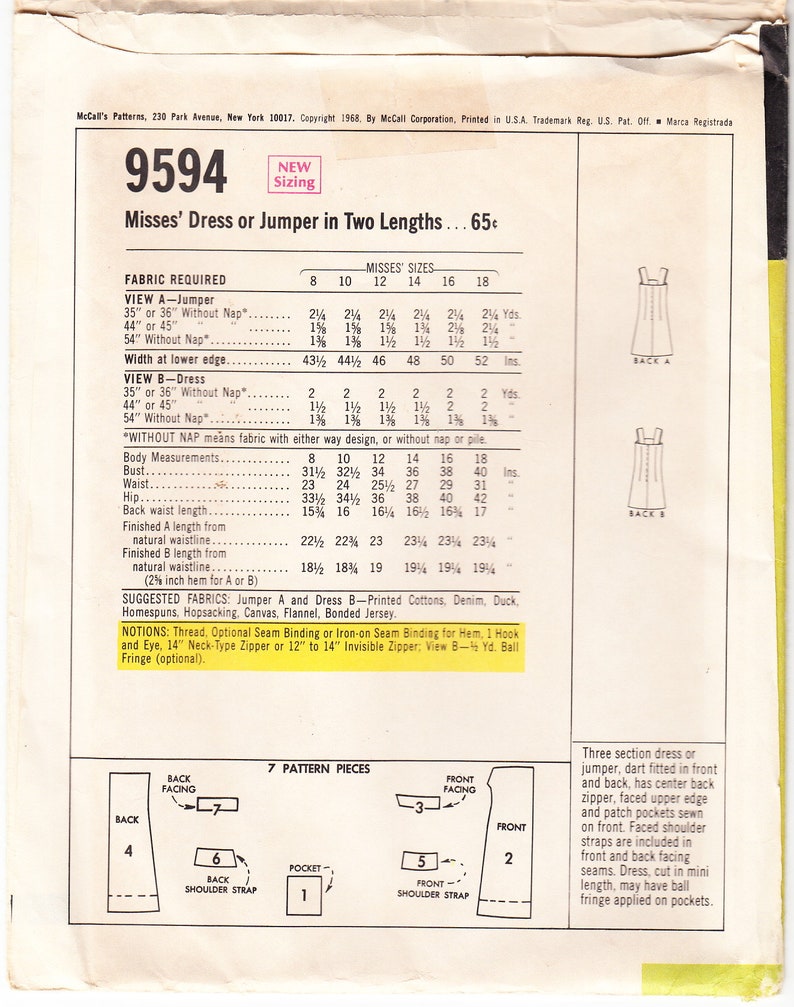 McCall's Patterns, 230 Park Avenue, New York 10017. Copyright 1968, By McCall Corporation, Printed in U.S.A. Trademark Reg. U.S. Pat. Off. ■ Marca Registrada
9594
NEW
Sizing
Misses' Dress or Jumper in Two Lengths ... 65¢
MISSES' SIZES
FABRIC REQUIRED 8 10 12 14 16 18
VIEW A—Jumper
35" or 36" Without Nap*........ 2¼ 2¼ 2¼ 2¼ 2¼ 2¼ Yds.
44" or 45" " " ........ 1⅝ 1⅝ 1⅝ 1¾ 2⅛ 2¼ "
54" Without Nap*.............. 1⅜ 1⅜ 1½ 1½ 1½ 1½ "
Width at lower edge............ 43½ 44½ 46 48 50 52 Ins.
VIEW B—Dress
35" or 36" Without Nap*........ 2 2 2 2 2 2 Yds.
44" or 45" " " ........ 1½ 1½ 1½ 1½ 2 2 "
54" Without Nap*.............. 1⅜ 1⅜ 1⅜ 1⅜ 1⅜ 1⅜ "
*WITHOUT NAP means fabric with either way design, or without nap or pile.
Body Measurements............. 8 10 12 14 16 18
Bust........................ 31½ 32½ 34 36 38 40 Ins.
Waist....................... 23 24 25½ 27 29 31 "
Hip......................... 33½ 34½ 36 38 40 42 "
Back waist length............. 15¾ 16 16¼ 16½ 16¾ 17 "
Finished A length from
natural waistline.............. 22½ 22¾ 23 23¼ 23¼ 23¼ "
Finished B length from
natural waistline.............. 18½ 18¾ 19 19¼ 19¼ 19¼ "
(2⅝ inch hem for A or B)
SUGGESTED FABRICS: Jumper A and Dress B—Printed Cottons, Denim, Duck,
Homespuns, Hopsacking, Canvas, Flannel, Bonded Jersey.
NOTIONS: Thread, Optional Seam Binding or Iron-on Seam Binding for Hem, 1 Hook
and Eye, 14" Neck-Type Zipper or 12" to 14" Invisible Zipper; View B—½ Yd. Ball
Fringe (optional).
BACK A
BACK B
7 PATTERN PIECES
BACK
4
BACK
FACING
7
6
BACK
SHOULDER STRAP
POCKET
1
FRONT
FACING
3
5
FRONT
SHOULDER STRAP
FRONT
2
Three section dress or
jumper, dart fitted in front
and back, has center back
zipper, faced upper edge
and patch pockets sewn
on front. Faced shoulder
straps are included in
front and back facing
seams. Dress, cut in mini
length, may have ball
fringe applied on pockets.